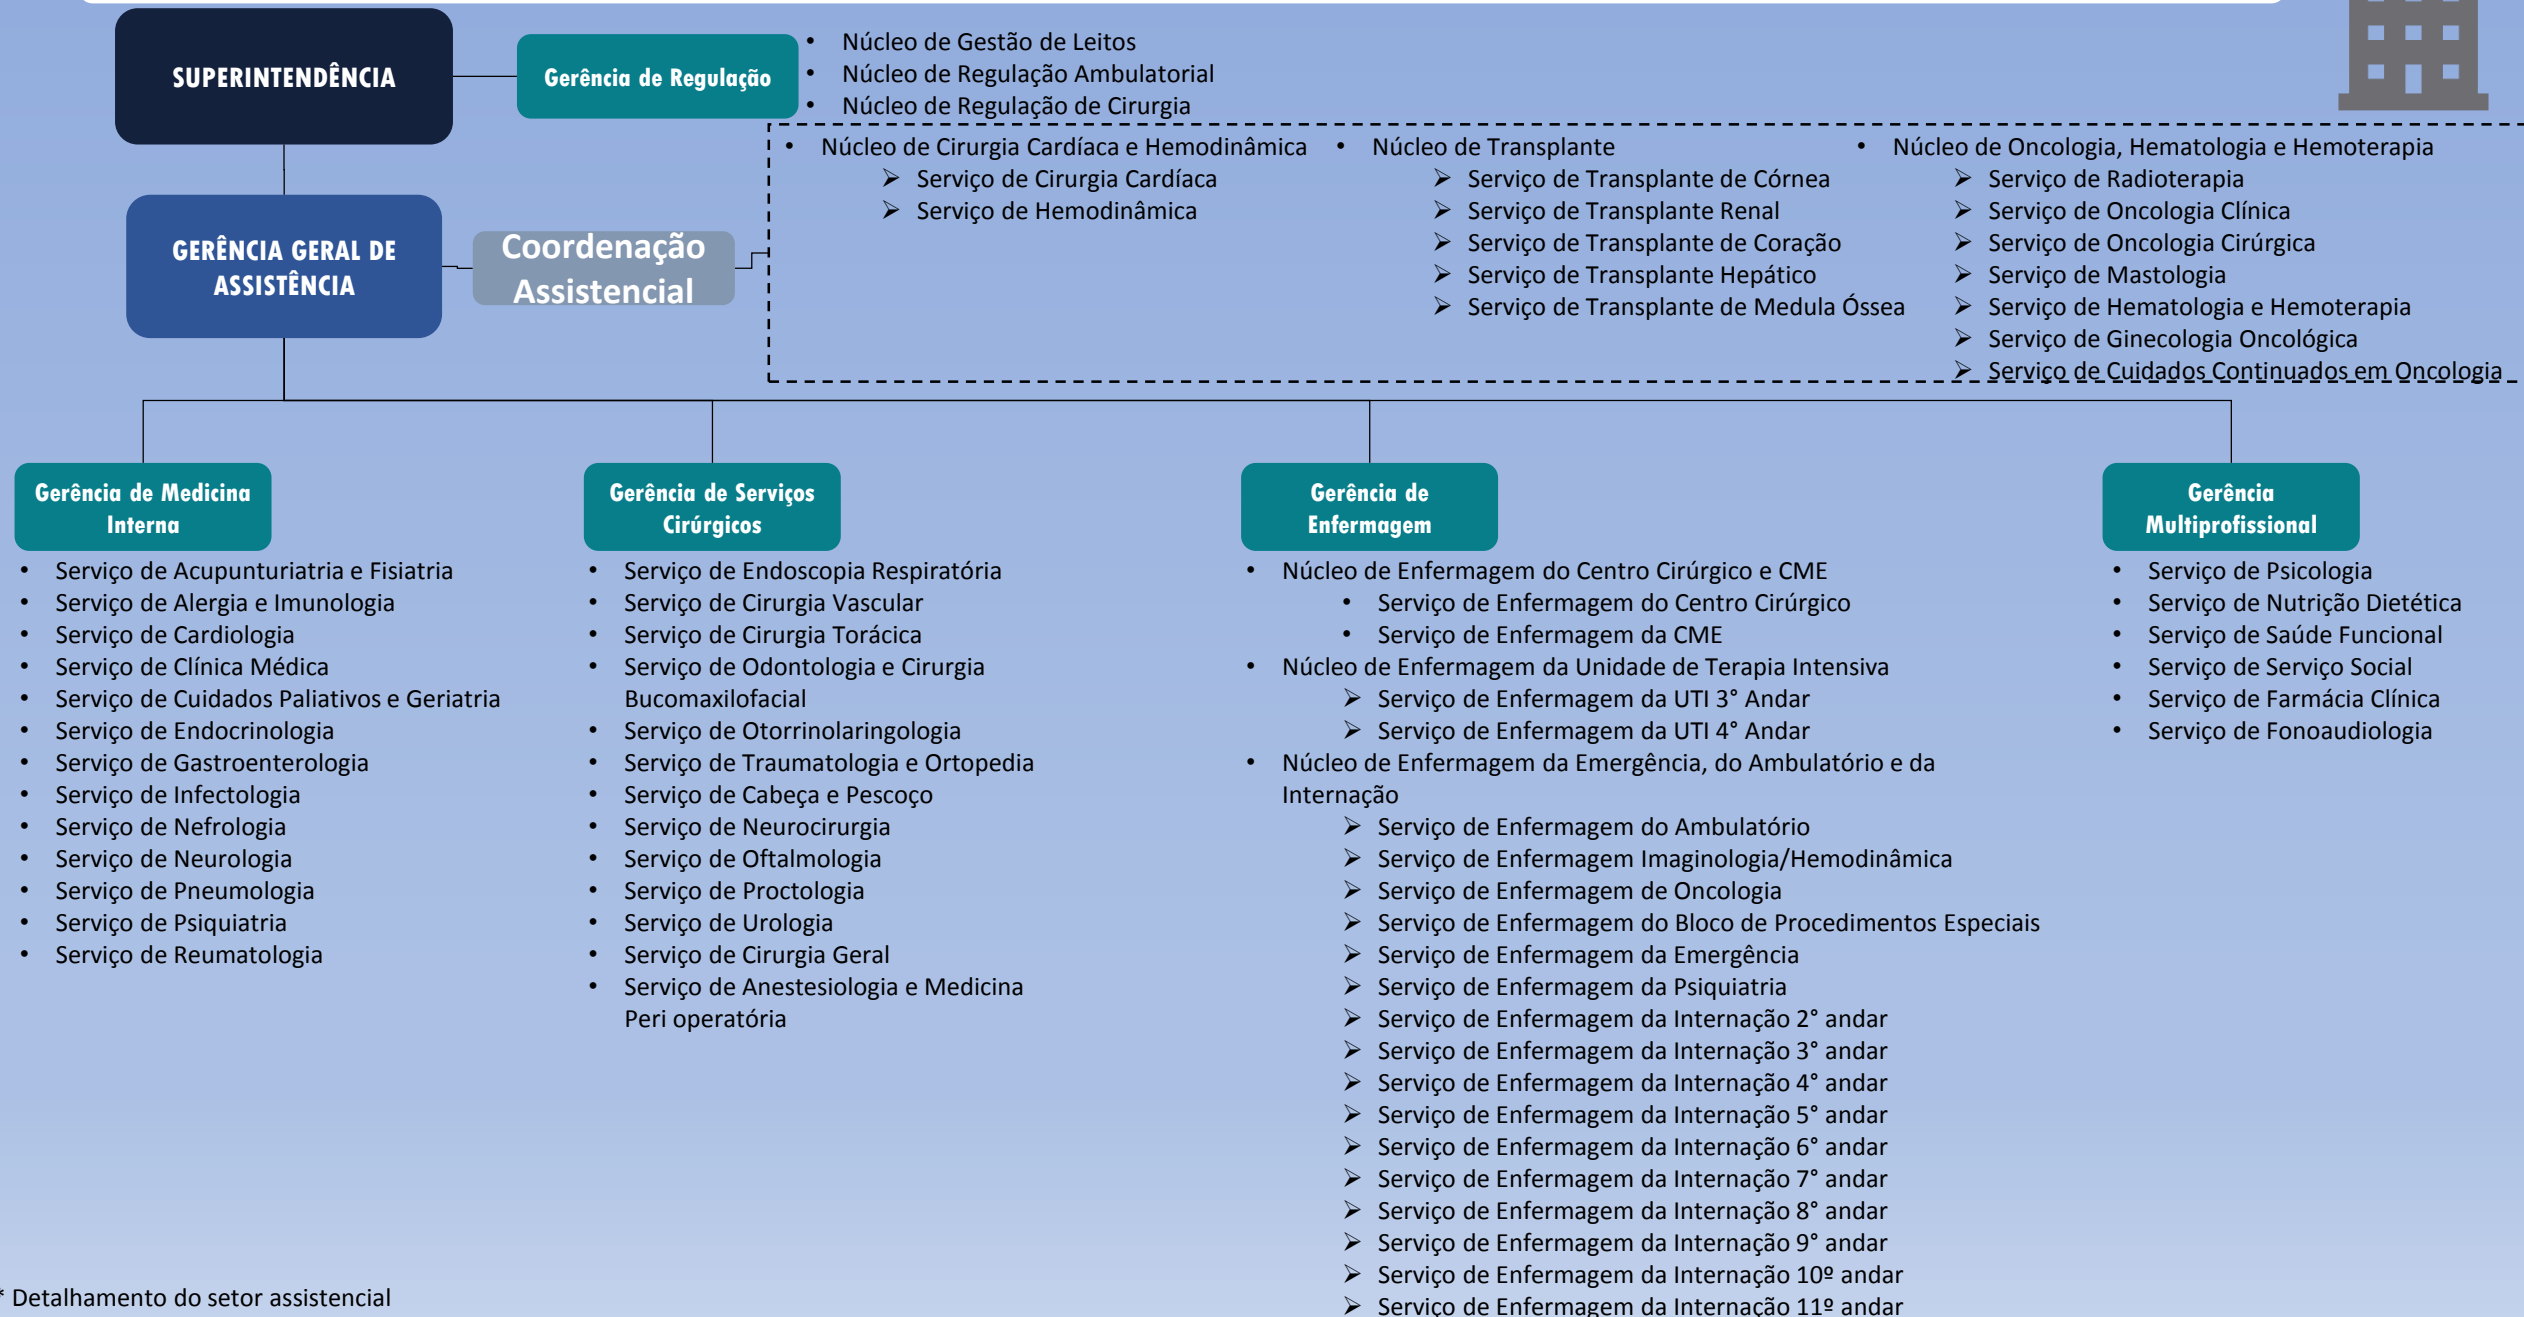 SUPERINTENDÊNCIA
Gerência de Regulação
• Núcleo de Gestão de Leitos
• Núcleo de Regulação Ambulatorial
• Núcleo de Regulação de Cirurgia
GERÊNCIA GERAL DE
ASSISTÊNCIA
Coordenação
Assistencial
• Núcleo de Cirurgia Cardíaca e Hemodinâmica
➢ Serviço de Cirurgia Cardíaca
➢ Serviço de Hemodinâmica
• Núcleo de Transplante
➢ Serviço de Transplante de Córnea
➢ Serviço de Transplante Renal
➢ Serviço de Transplante de Coração
➢ Serviço de Transplante Hepático
➢ Serviço de Transplante de Medula Óssea
• Núcleo de Oncologia, Hematologia e Hemoterapia
➢ Serviço de Radioterapia
➢ Serviço de Oncologia Clínica
➢ Serviço de Oncologia Cirúrgica
➢ Serviço de Mastologia
➢ Serviço de Hematologia e Hemoterapia
➢ Serviço de Ginecologia Oncológica
➢ Serviço de Cuidados Continuados em Oncologia
Gerência de Medicina
Interna
• Serviço de Acupunturiatria e Fisiatria
• Serviço de Alergia e Imunologia
• Serviço de Cardiologia
• Serviço de Clínica Médica
• Serviço de Cuidados Paliativos e Geriatria
• Serviço de Endocrinologia
• Serviço de Gastroenterologia
• Serviço de Infectologia
• Serviço de Nefrologia
• Serviço de Neurologia
• Serviço de Pneumologia
• Serviço de Psiquiatria
• Serviço de Reumatologia
Gerência de Serviços
Cirúrgicos
• Serviço de Endoscopia Respiratória
• Serviço de Cirurgia Vascular
• Serviço de Cirurgia Torácica
• Serviço de Odontologia e Cirurgia
Bucomaxilofacial
• Serviço de Otorrinolaringologia
• Serviço de Traumatologia e Ortopedia
• Serviço de Cabeça e Pescoço
• Serviço de Neurocirurgia
• Serviço de Oftalmologia
• Serviço de Proctologia
• Serviço de Urologia
• Serviço de Cirurgia Geral
• Serviço de Anestesiologia e Medicina
Peri operatória
Gerência de
Enfermagem
• Núcleo de Enfermagem do Centro Cirúrgico e CME
• Serviço de Enfermagem do Centro Cirúrgico
• Serviço de Enfermagem da CME
• Núcleo de Enfermagem da Unidade de Terapia Intensiva
➢ Serviço de Enfermagem da UTI 3° Andar
➢ Serviço de Enfermagem da UTI 4° Andar
• Núcleo de Enfermagem da Emergência, do Ambulatório e da
Internação
➢ Serviço de Enfermagem do Ambulatório
➢ Serviço de Enfermagem Imaginologia/Hemodinâmica
➢ Serviço de Enfermagem de Oncologia
➢ Serviço de Enfermagem do Bloco de Procedimentos Especiais
➢ Serviço de Enfermagem da Emergência
➢ Serviço de Enfermagem da Psiquiatria
➢ Serviço de Enfermagem da Internação 2° andar
➢ Serviço de Enfermagem da Internação 3° andar
➢ Serviço de Enfermagem da Internação 4° andar
➢ Serviço de Enfermagem da Internação 5° andar
➢ Serviço de Enfermagem da Internação 6° andar
➢ Serviço de Enfermagem da Internação 7° andar
➢ Serviço de Enfermagem da Internação 8° andar
➢ Serviço de Enfermagem da Internação 9° andar
➢ Serviço de Enfermagem da Internação 10º andar
➢ Serviço de Enfermagem da Internação 11º andar
Gerência
Multiprofissional
• Serviço de Psicologia
• Serviço de Nutrição Dietética
• Serviço de Saúde Funcional
• Serviço de Serviço Social
• Serviço de Farmácia Clínica
• Serviço de Fonoaudiologia
* Detalhamento do setor assistencial